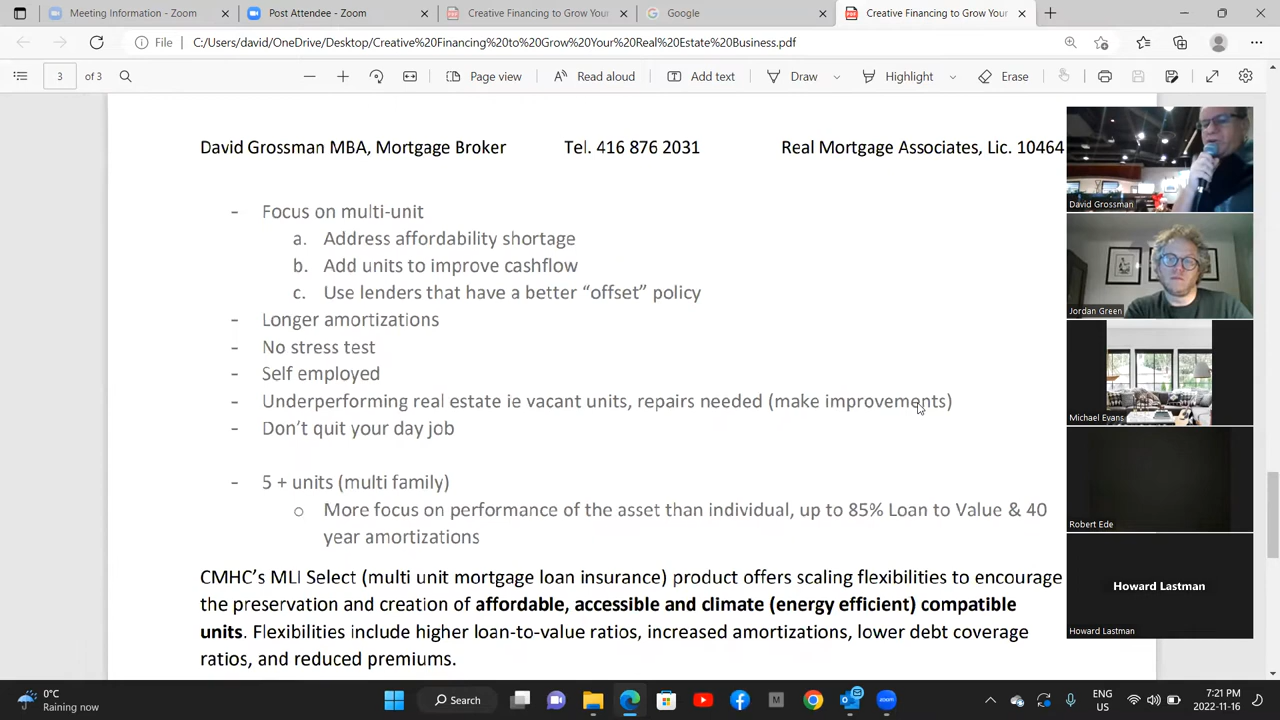 Meeting Information - Zoom
Post Attendee - Zoom
Creative Financing to Grow Your
Google
Creative Financing to Grow Your
File
C:/Users/david/OneDrive/Desktop/Creative%20Financing%20to%20Grow%20Your%20Real%20Estate%20Business.pdf
3 of 3
Page view
Read aloud
Add text
Draw
Highlight
Erase
David Grossman MBA, Mortgage Broker Tel. 416 876 2031 Real Mortgage Associates, Lic. 10464
- Focus on multi-unit
a. Address affordability shortage
b. Add units to improve cashflow
c. Use lenders that have a better “offset” policy
- Longer amortizations
- No stress test
- Self employed
- Underperforming real estate ie vacant units, repairs needed (make improvements)
- Don’t quit your day job
- 5 + units (multi family)
o More focus on performance of the asset than individual, up to 85% Loan to Value & 40
year amortizations
CMHC’s MLI Select (multi unit mortgage loan insurance) product offers scaling flexibilities to encourage
the preservation and creation of affordable, accessible and climate (energy efficient) compatible
units. Flexibilities include higher loan-to-value ratios, increased amortizations, lower debt coverage
ratios, and reduced premiums.
David Grossman
Jordan Green
Michael Evans
Robert Ede
Howard Lastman
Howard Lastman
0°C
Raining now
Search
ENG
US
7:21 PM
2022-11-16